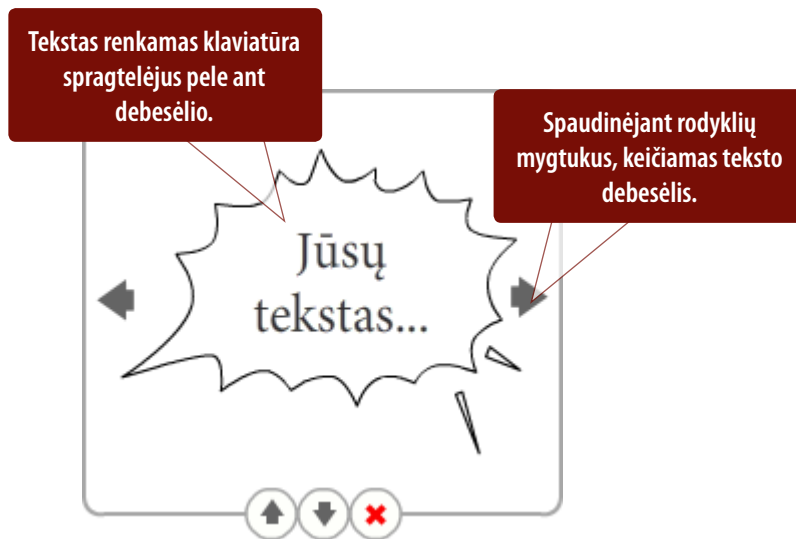 Tekstas renkamas klaviatūra
spragtelėjus pele ant
debesėlio.
Spaudinėjant rodyklių
mygtukus, keičiamas teksto
debesėlis.
Jūsų
tekstas...